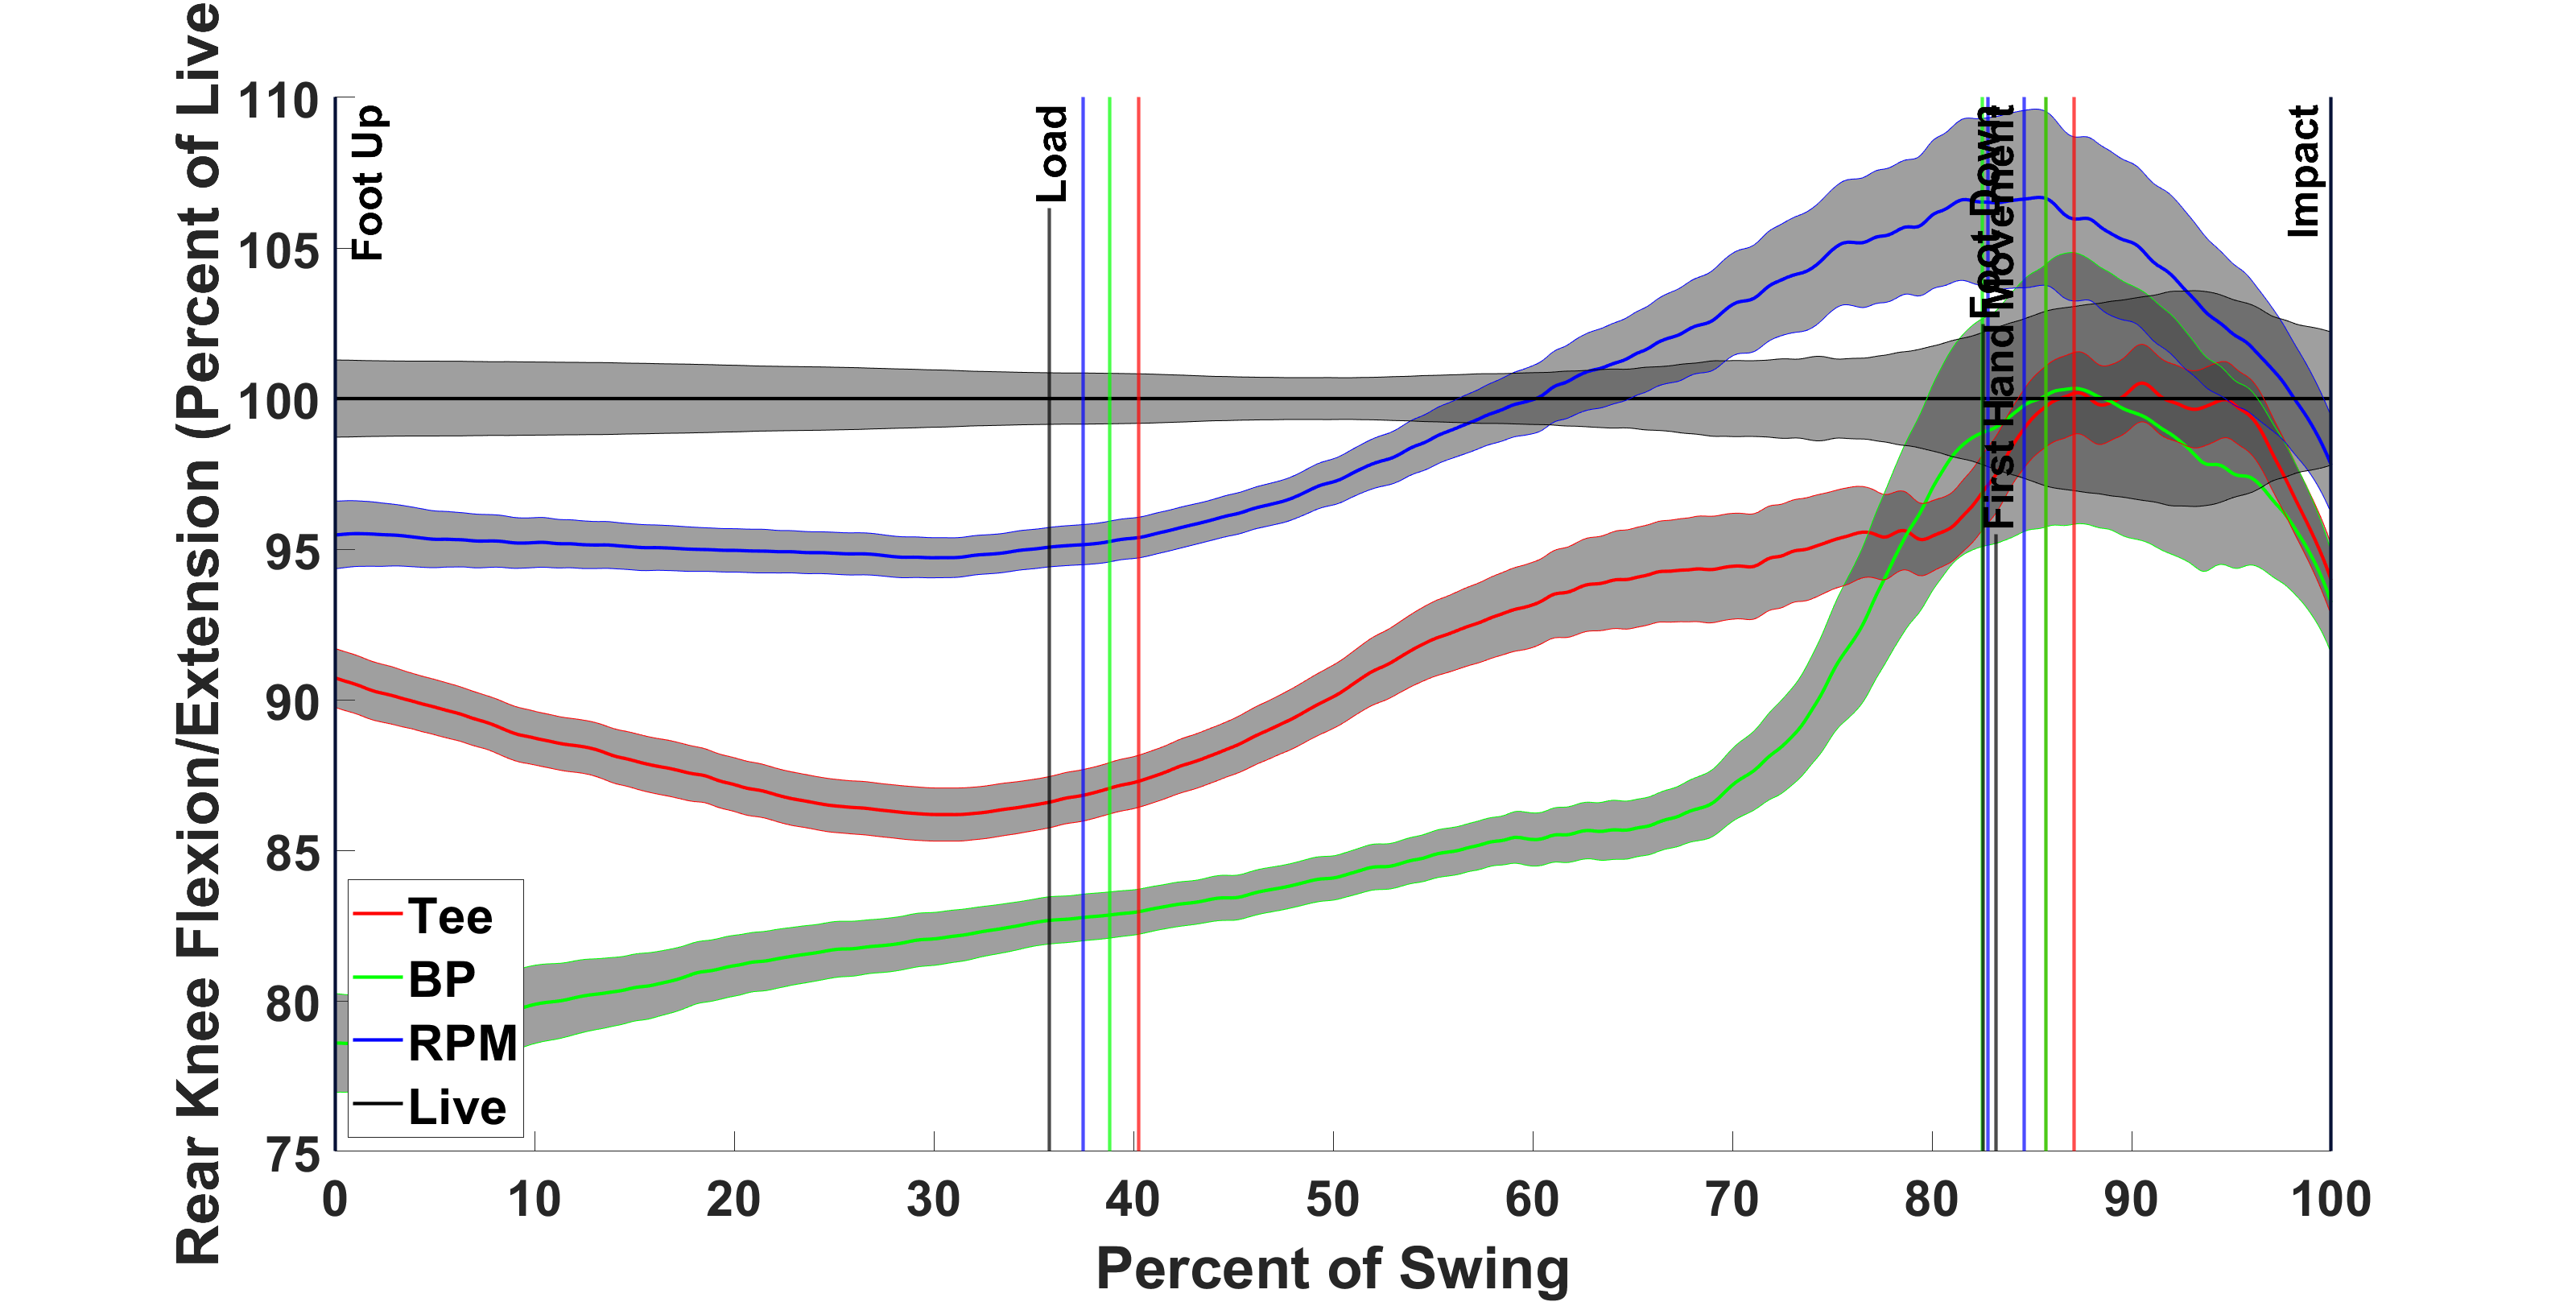 Rear Knee Flexion/Extension (Percent of Live
110
105
100
95
90
85
80
75
Foot Up
Load
Foot Down
First Hand Movement
Impact
Tee
BP
RPM
Live
0 10 20 30 40 50 60 70 80 90 100
Percent of Swing